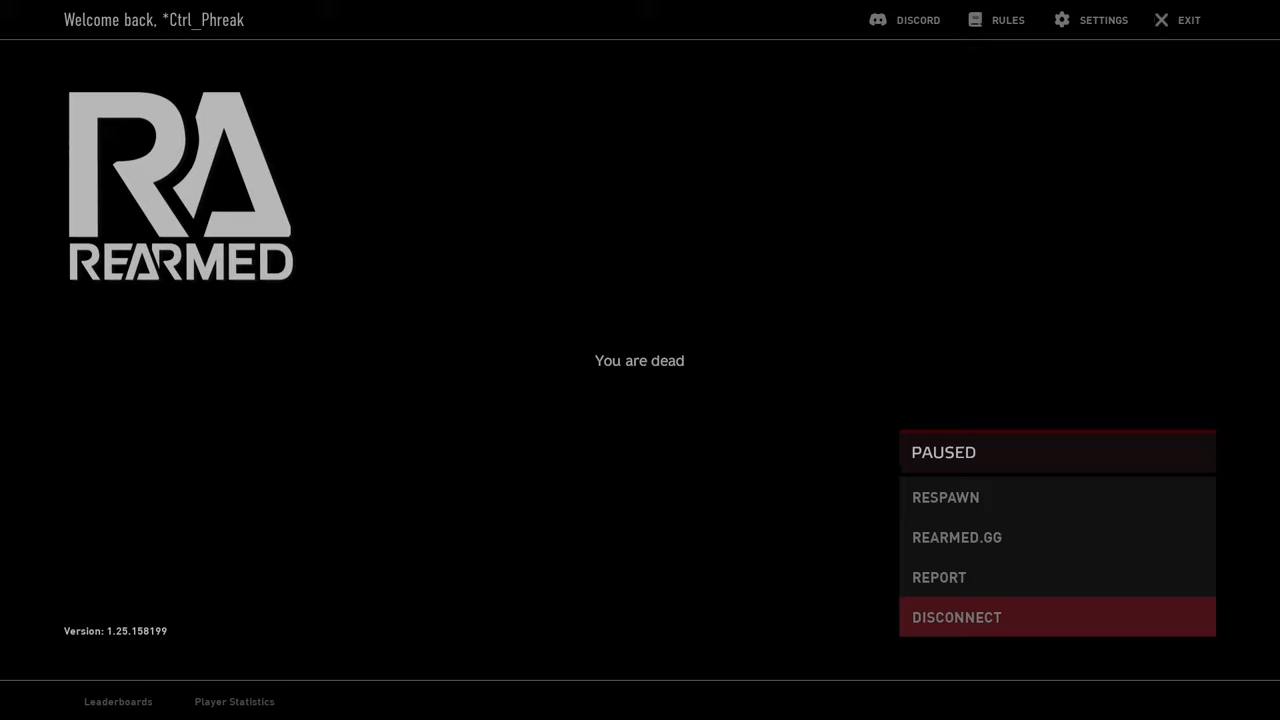 Welcome back, *Ctrl_Phreak
DISCORD
RULES
SETTINGS
EXIT
RA
REARMED
You are dead
PAUSED
RESPAWN
REARMED.GG
REPORT
DISCONNECT
Version: 1.25.158199
Leaderboards
Player Statistics